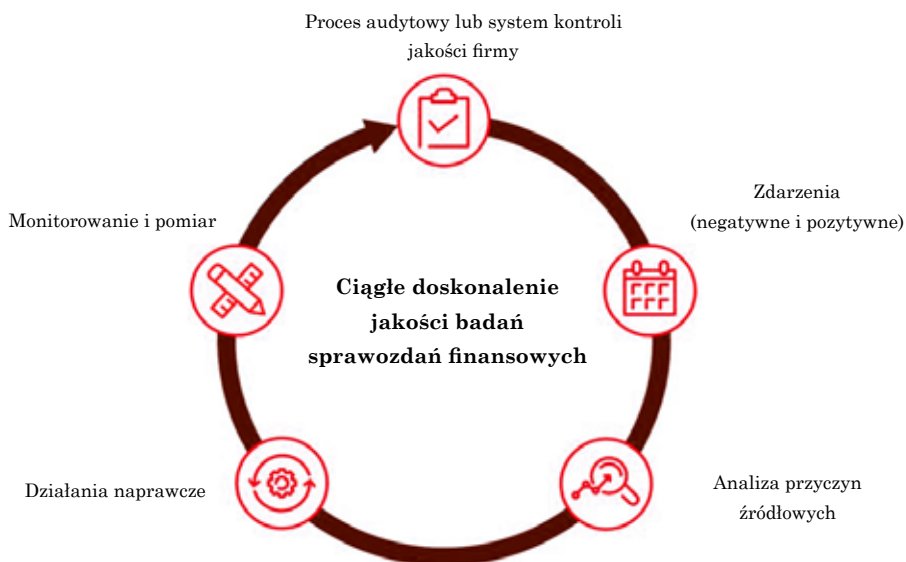 Proces audytowy lub system kontroli
jakości firmy
Zdarzenia
(negatywne i pozytywne)
Monitorowanie i pomiar
Ciągłe doskonalenie
jakości badań
sprawozdań finansowych
Działania naprawcze
Analiza przyczyn
źródłowych